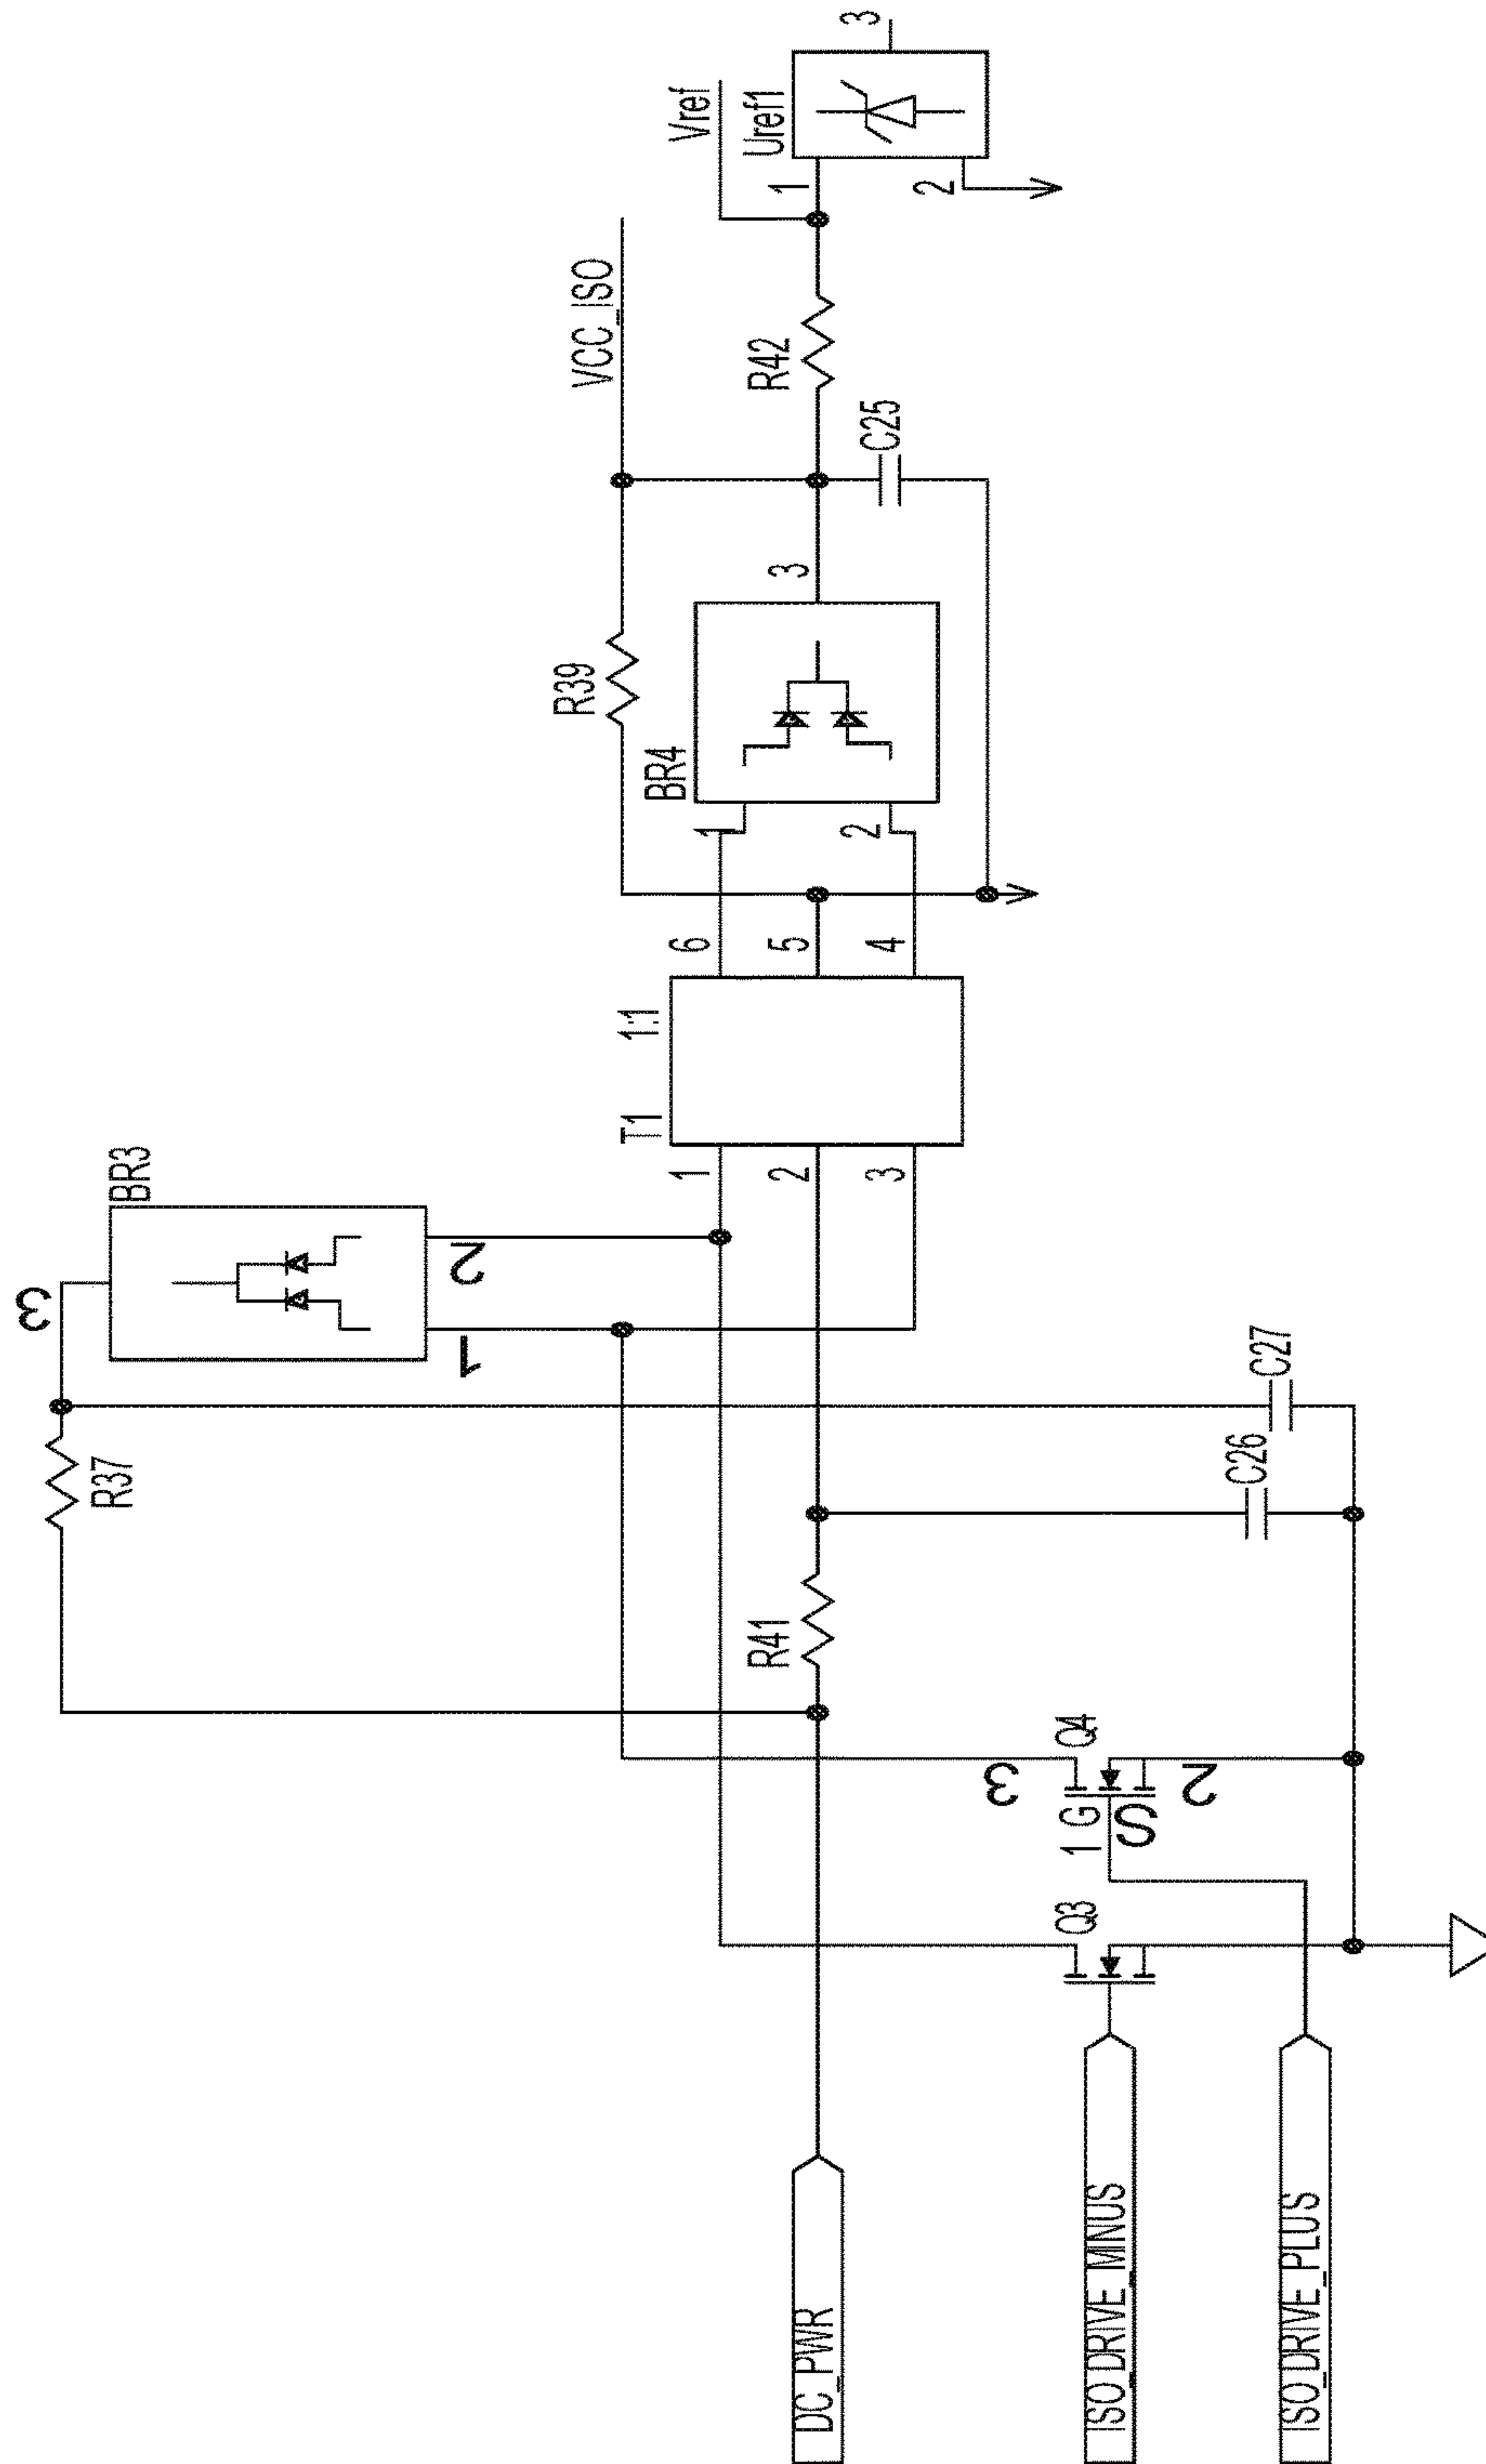 3
BR3
2
1
R37
C27
C26
R41
T1 1:1
1
2
3
6
5
4
BR4
1
2
3
R39
VCC_ISO
C25
R42
Vref
Uref1
1
2
3
Q4
3
1 G
S
2
Q3
DC_PWR
ISO_DRIVE_MINUS
ISO_DRIVE_PLUS